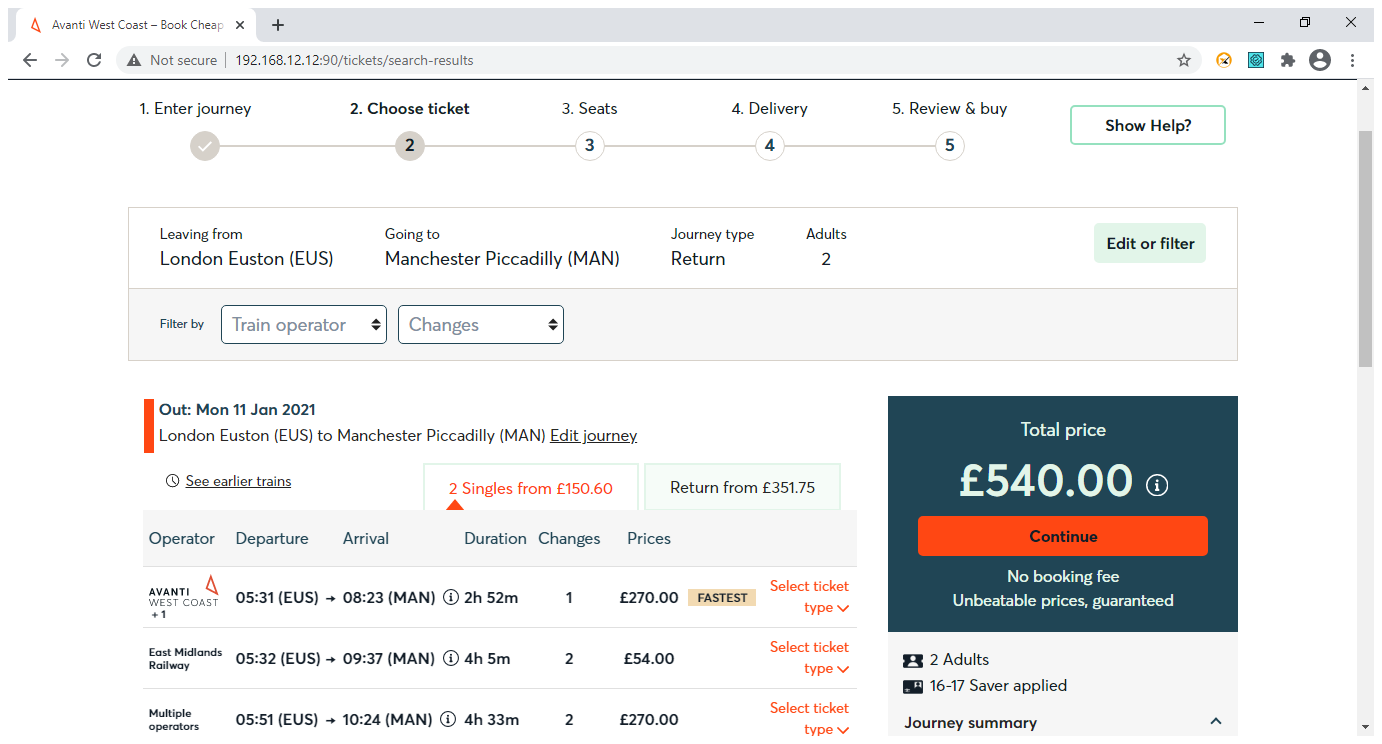 Avanti West Coast – Book Cheap
Not secure 192.168.12.12:90/tickets/search-results
1. Enter journey 2. Choose ticket 3. Seats 4. Delivery 5. Review & buy
2 3 4 5
Show Help?
Leaving from Going to Journey type Adults
London Euston (EUS) Manchester Piccadilly (MAN) Return 2
Edit or filter
Filter by Train operator Changes
Out: Mon 11 Jan 2021
London Euston (EUS) to Manchester Piccadilly (MAN) Edit journey
See earlier trains
2 Singles from £150.60 Return from £351.75
Operator Departure Arrival Duration Changes Prices
AVANTI
WEST COAST
+ 1
05:31 (EUS) → 08:23 (MAN) 2h 52m 1 £270.00 FASTEST
Select ticket
type
East Midlands
Railway
05:32 (EUS) → 09:37 (MAN) 4h 5m 2 £54.00
Select ticket
type
Multiple
operators
05:51 (EUS) → 10:24 (MAN) 4h 33m 2 £270.00
Select ticket
type
Total price
£540.00
Continue
No booking fee
Unbeatable prices, guaranteed
2 Adults
16-17 Saver applied
Journey summary